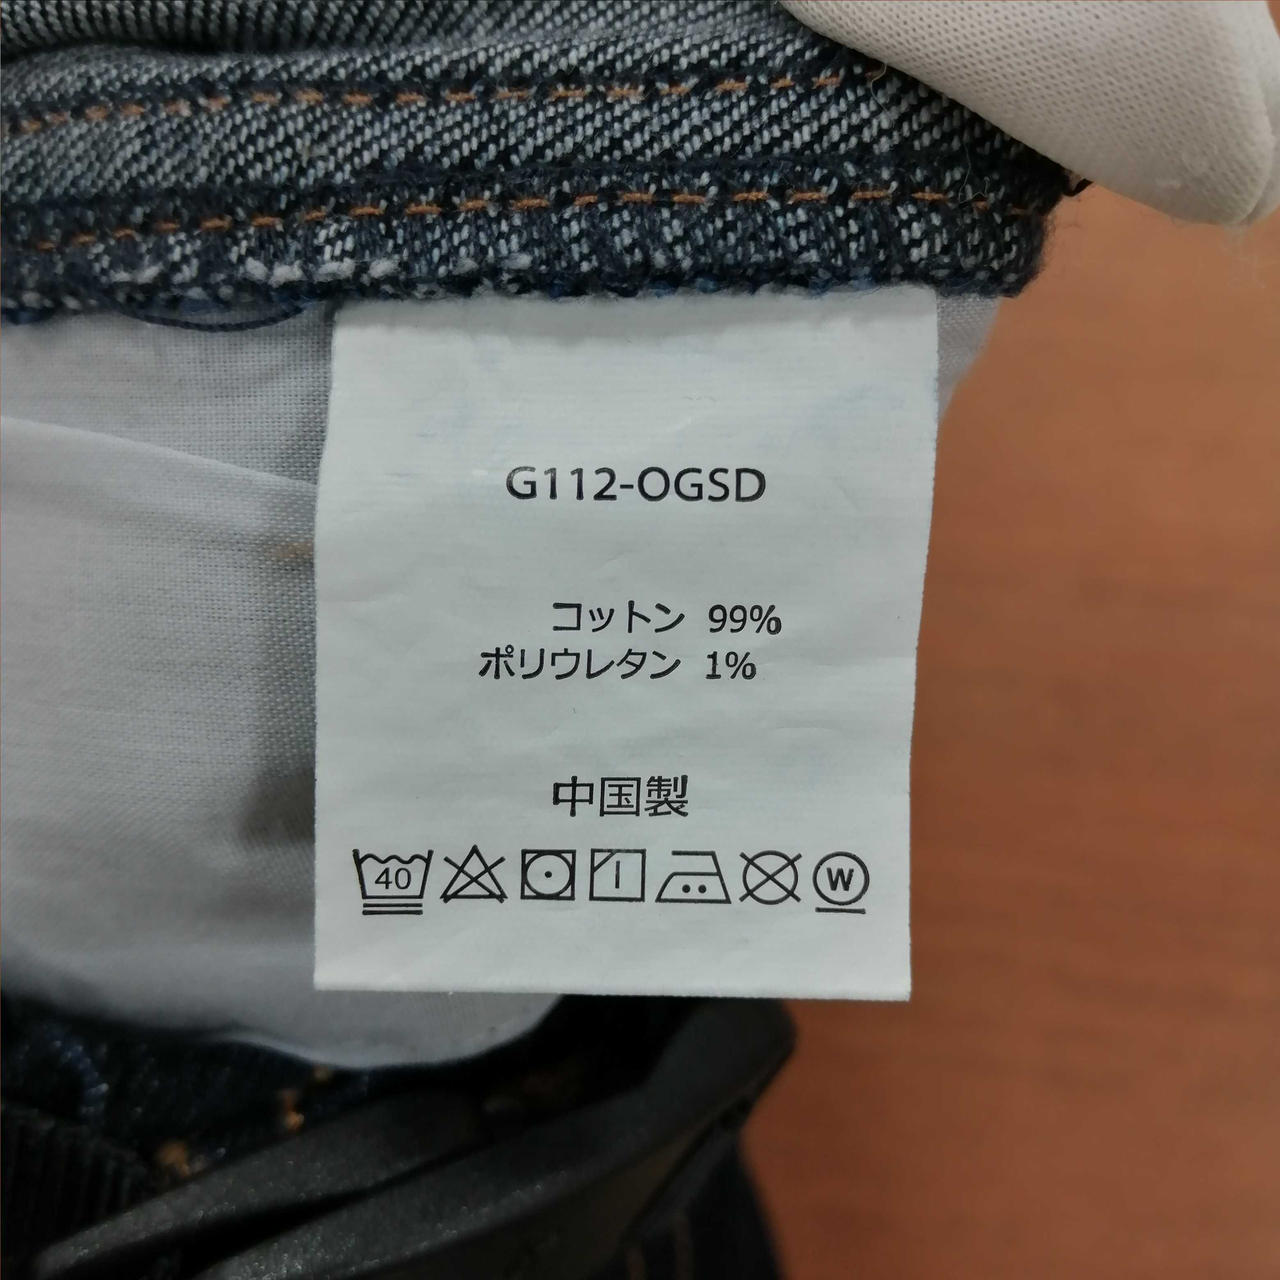 G112-OGSD
コットン 99%
ポリウレタン 1%
中国製
40 W